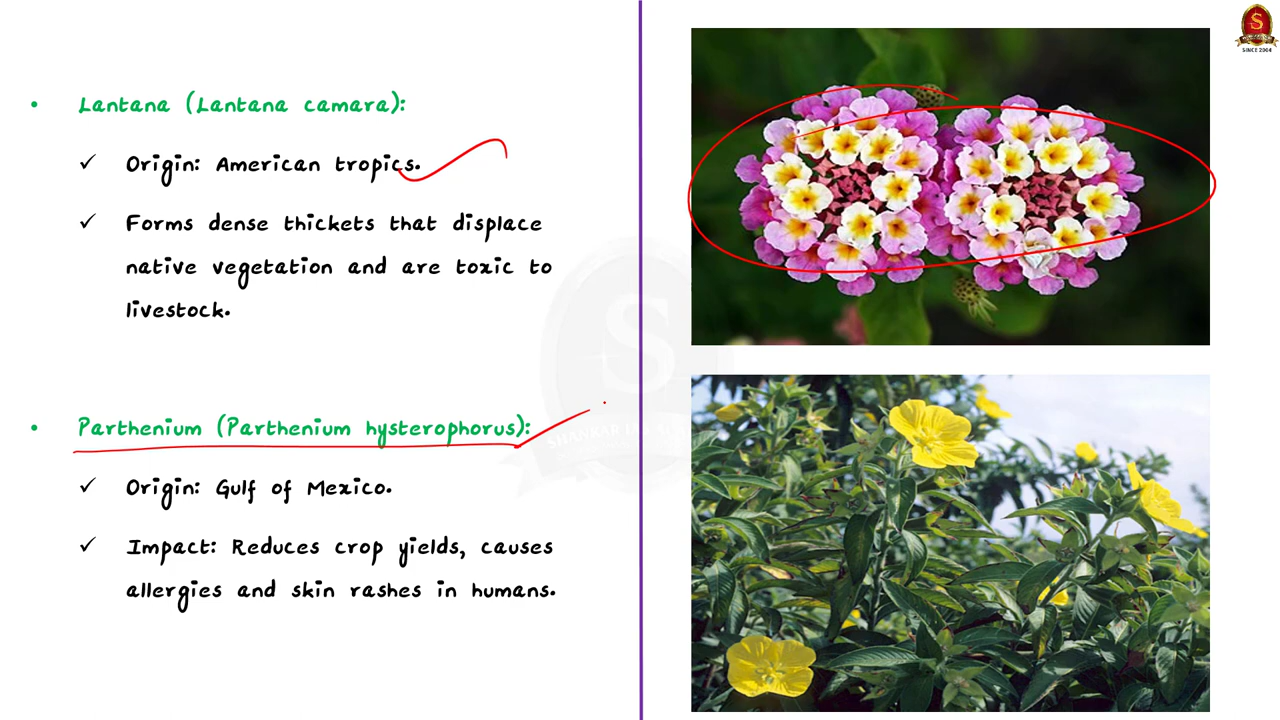 Lantana (Lantana camara):
Origin: American tropics.
Forms dense thickets that displace
native vegetation and are toxic to
livestock.
Parthenium (Parthenium hysterophorus):
Origin: Gulf of Mexico.
Impact: Reduces crop yields, causes
allergies and skin rashes in humans.
S
SINCE 2004